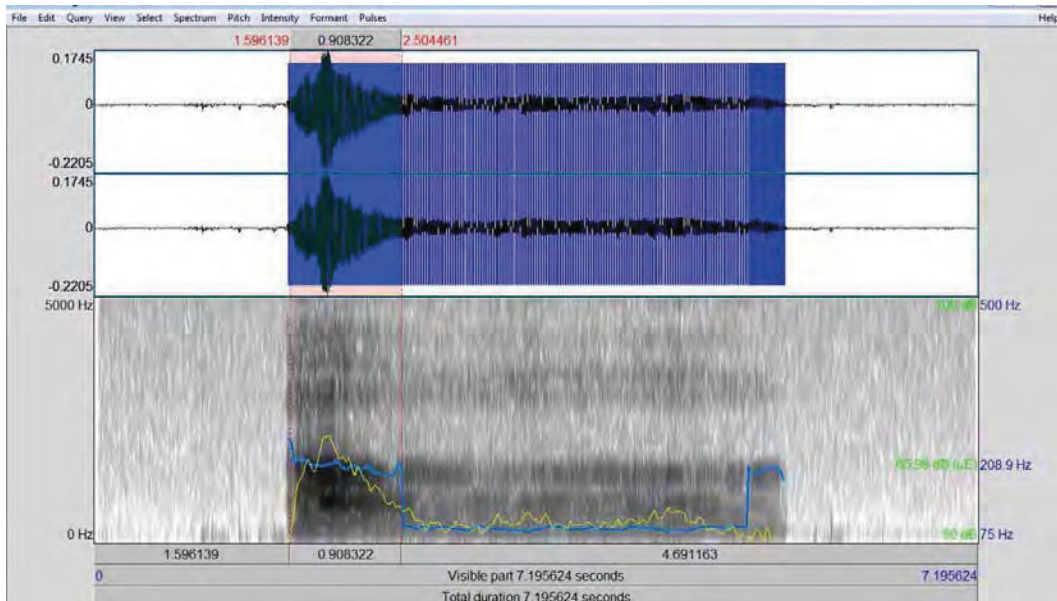 File Edit Query View Select Spectrum Pitch Intensity Formant Pulses Help
1.596139 0.908322 2.504461
0.1745
0
-0.2205
0.1745
0
-0.2205
5000 Hz 100 dB 500 Hz
65.96 dB (µE) 208.9 Hz
0 Hz 50 dB 75 Hz
1.596139 0.908322 4.691163
0 Visible part 7.195624 seconds 7.195624
Total duration 7.195624 seconds